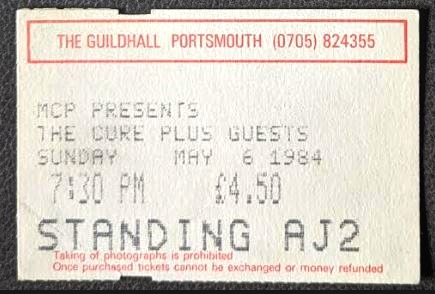 THE GUILDHALL PORTSMOUTH (0705) 824355
MCP PRESENTS
THE CURE PLUS GUESTS
SUNDAY MAY 6 1984
7:30 PM £4.50
STANDING AJ2
Taking of photographs is prohibited
Once purchased tickets cannot be exchanged or money refunded